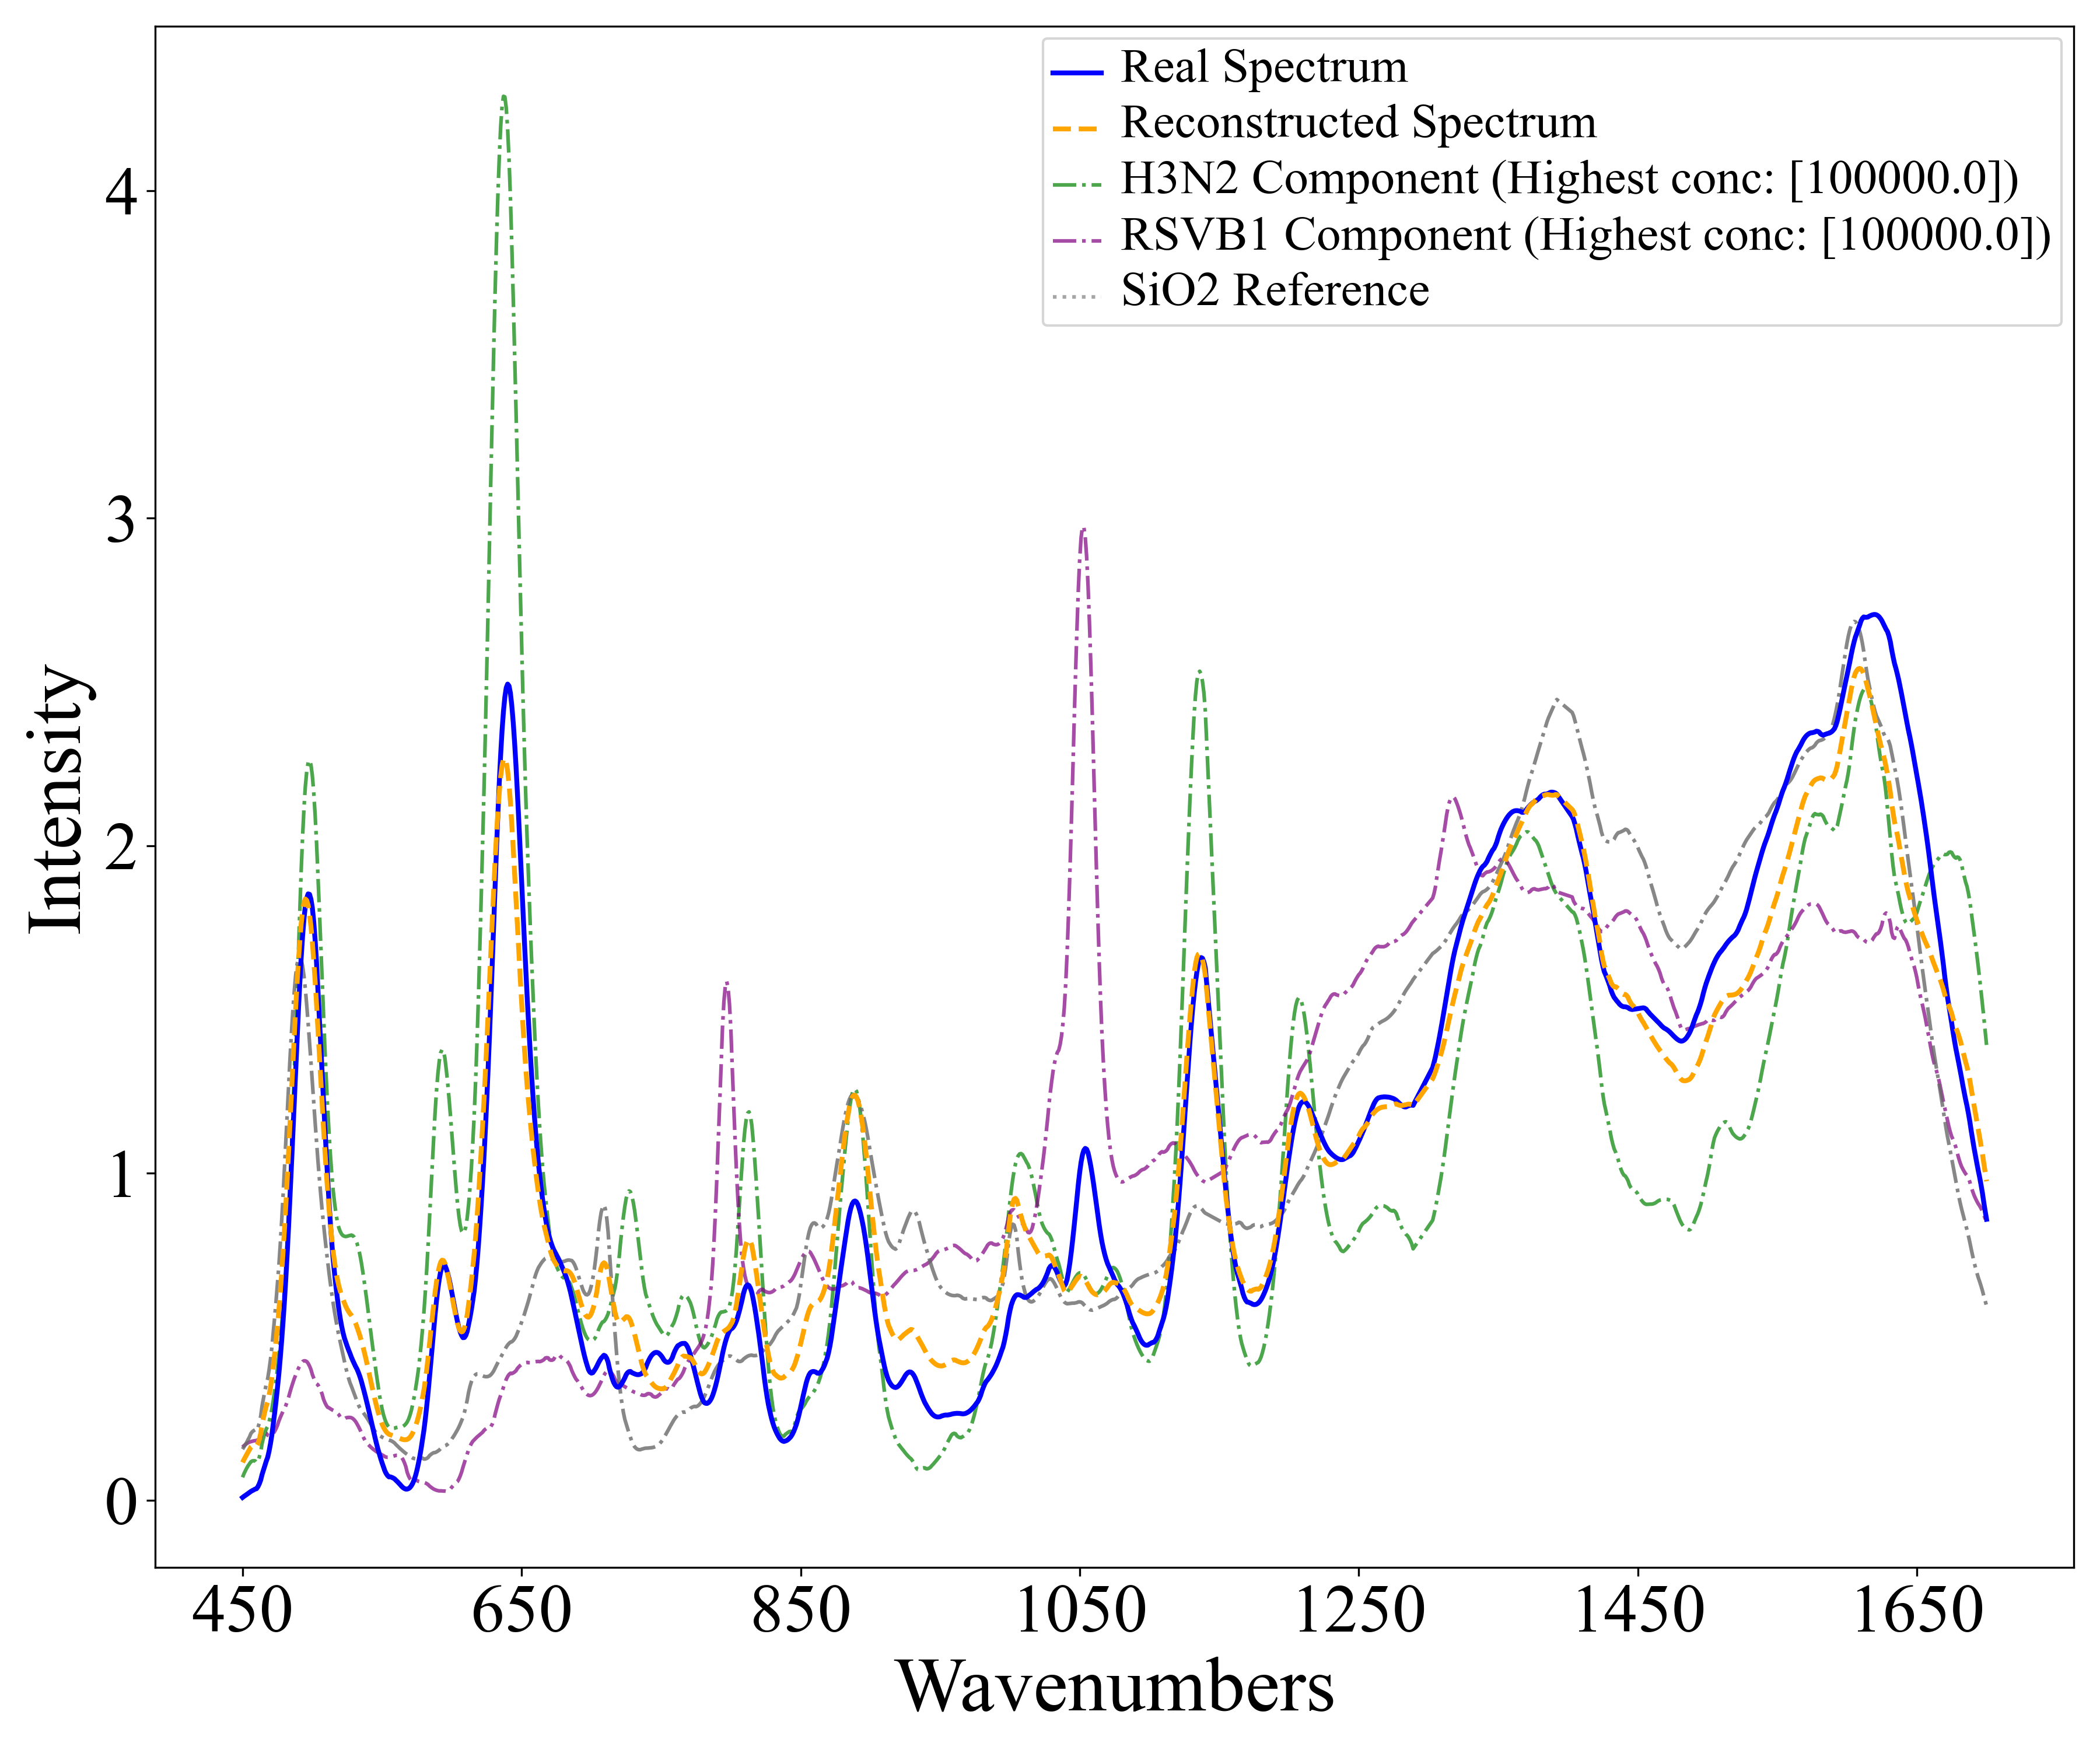 Real Spectrum
Reconstructed Spectrum
H3N2 Component (Highest conc: [100000.0])
RSVB1 Component (Highest conc: [100000.0])
SiO2 Reference
Intensity
4
3
2
1
0
450 650 850 1050 1250 1450 1650
Wavenumbers